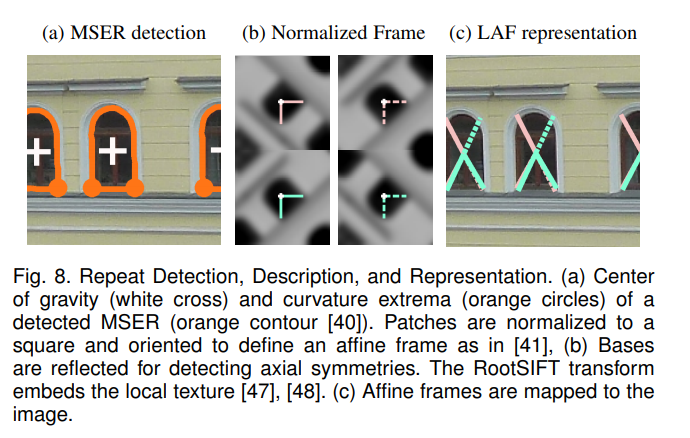 (a) MSER detection (b) Normalized Frame (c) LAF representation
Fig. 8. Repeat Detection, Description, and Representation. (a) Center
of gravity (white cross) and curvature extrema (orange circles) of a
detected MSER (orange contour [40]). Patches are normalized to a
square and oriented to define an affine frame as in [41], (b) Bases
are reflected for detecting axial symmetries. The RootSIFT transform
embeds the local texture [47], [48]. (c) Affine frames are mapped to the
image.